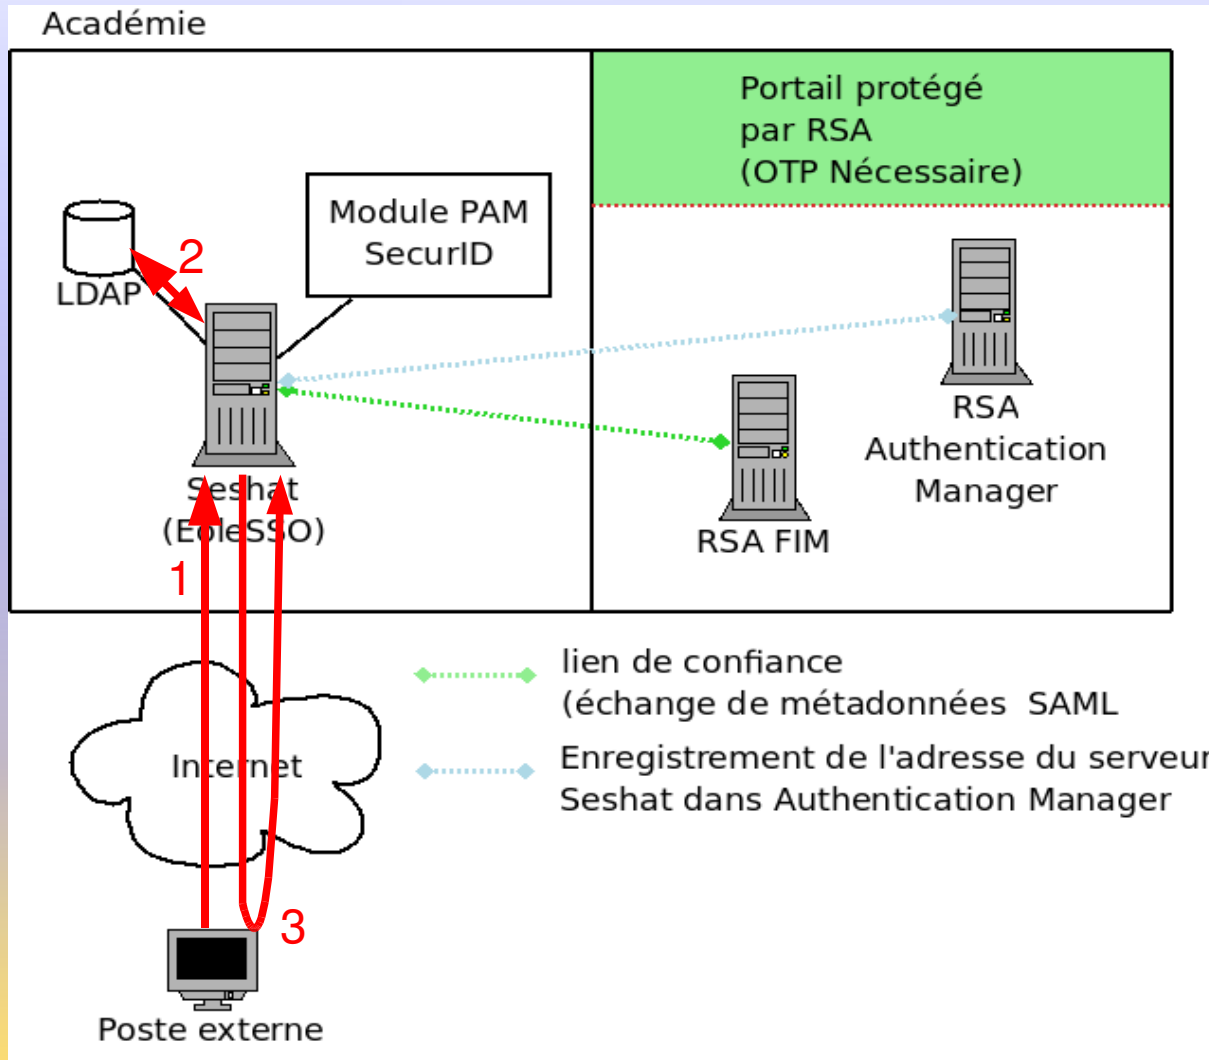 Académie
Portail protégé
par RSA
(OTP Nécessaire)
Module PAM
SecurID
2
LDAP
RSA
Authentication
Manager
Seshat
(EoleSSO)
RSA FIM
1
lien de confiance
(échange de métadonnées SAML
Internet
Enregistrement de l'adresse du serveur
Seshat dans Authentication Manager
3
Poste externe